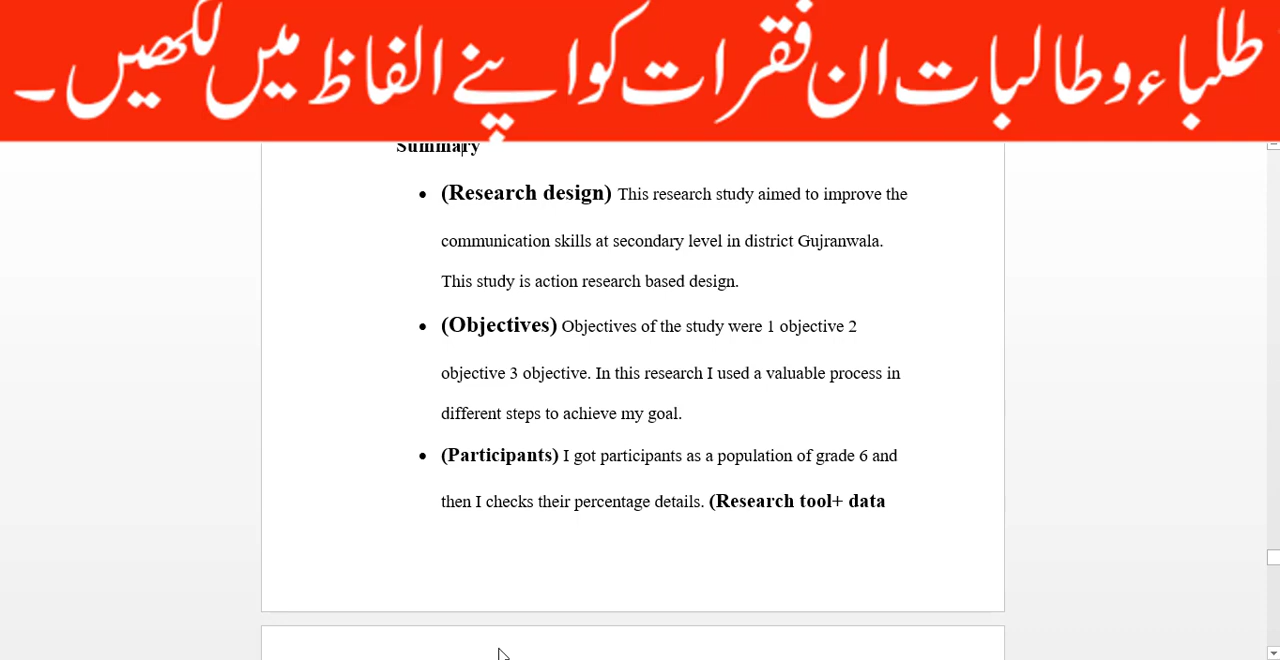 طلباء و طالبات ان فقرات کو اپنے الفاظ میں لکھیں۔
Summary
• (Research design) This research study aimed to improve the
communication skills at secondary level in district Gujranwala.
This study is action research based design.
• (Objectives) Objectives of the study were 1 objective 2
objective 3 objective. In this research I used a valuable process in
different steps to achieve my goal.
• (Participants) I got participants as a population of grade 6 and
then I checks their percentage details. (Research tool+ data